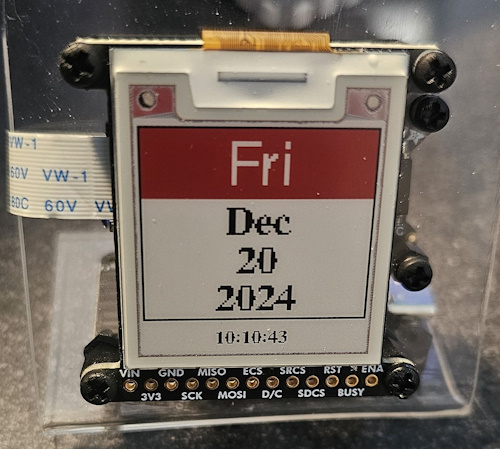 VW-1
60V VW-1
80C 60V VW
Fri
Dec
20
2024
10:10:43
VIN GND MISO ECS SRCS RST ENA
3V3 SCK MOSI D/C SDCS BUSY